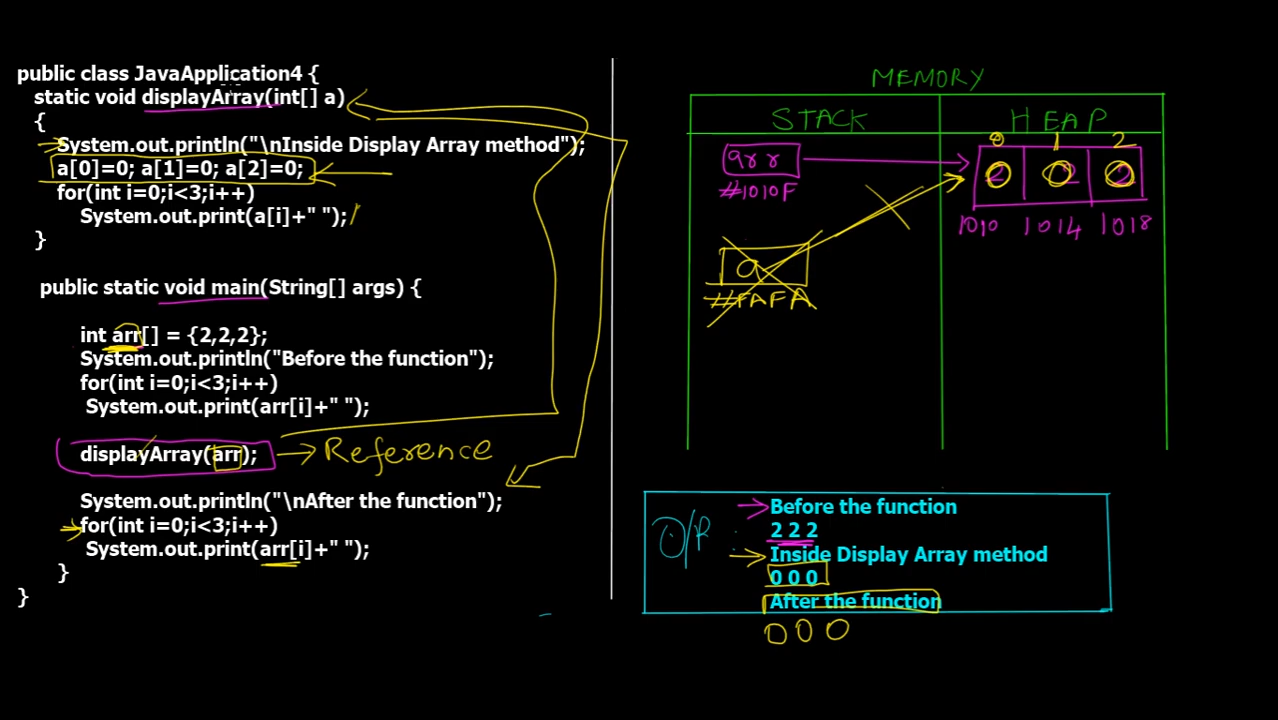 public class JavaApplication4 {
static void displayArray(int[] a)
{
System.out.println("\nInside Display Array method");
a[0]=0; a[1]=0; a[2]=0;
for(int i=0;i<3;i++)
System.out.print(a[i]+" ");
}
public static void main(String[] args) {
int arr[] = {2,2,2};
System.out.println("Before the function");
for(int i=0;i<3;i++)
System.out.print(arr[i]+" ");
displayArray(arr); → Reference
System.out.println("\nAfter the function");
for(int i=0;i<3;i++)
System.out.print(arr[i]+" ");
}
}
MEMORY
STACK HEAP
0 1 2
arr
0 0 0
#1010F
1010 1014 1018
a
#FAFA
O/P
Before the function
2 2 2
Inside Display Array method
0 0 0
After the function
0 0 0